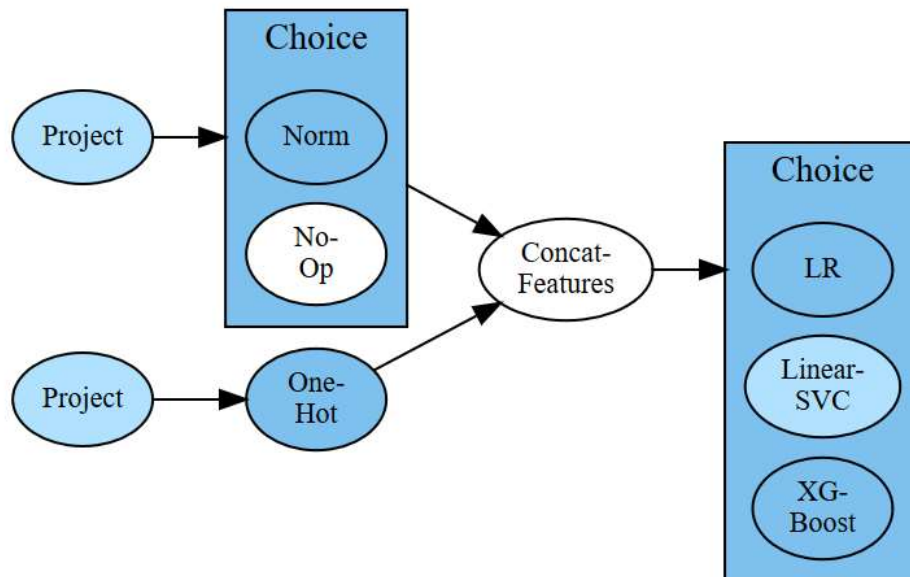 Choice
Project
Norm
No-
Op
Project
One-
Hot
Concat-
Features
Choice
LR
Linear-
SVC
XG-
Boost